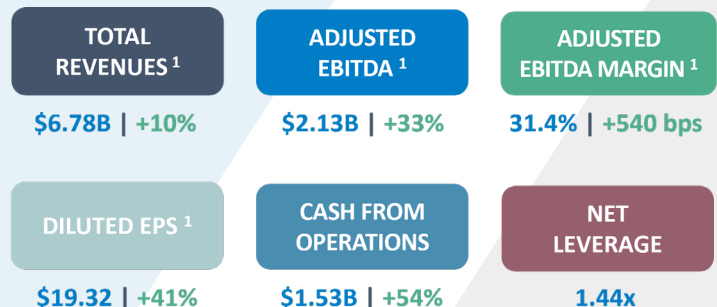 TOTAL
REVENUES ¹
$6.78B | +10%
ADJUSTED
EBITDA ¹
$2.13B | +33%
ADJUSTED
EBITDA MARGIN ¹
31.4% | +540 bps
DILUTED EPS ¹
$19.32 | +41%
CASH FROM
OPERATIONS
$1.53B | +54%
NET
LEVERAGE
1.44x